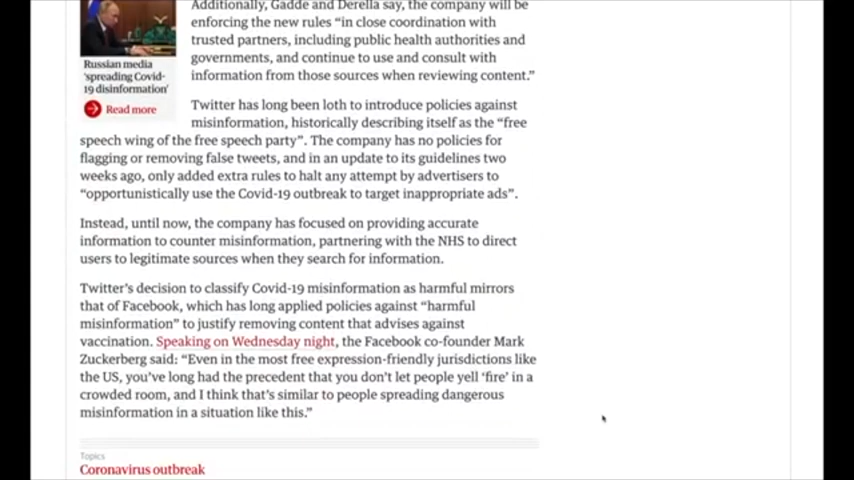 Additionally, Gadde and Derella say, the company will be
enforcing the new rules “in close coordination with
trusted partners, including public health authorities and
governments, and continue to use and consult with
information from those sources when reviewing content.”
Russian media
‘spreading Covid-
19 disinformation’
Read more
Twitter has long been loth to introduce policies against
misinformation, historically describing itself as the “free
speech wing of the free speech party”. The company has no policies for
flagging or removing false tweets, and in an update to its guidelines two
weeks ago, only added extra rules to halt any attempt by advertisers to
“opportunistically use the Covid-19 outbreak to target inappropriate ads”.
Instead, until now, the company has focused on providing accurate
information to counter misinformation, partnering with the NHS to direct
users to legitimate sources when they search for information.
Twitter’s decision to classify Covid-19 misinformation as harmful mirrors
that of Facebook, which has long applied policies against “harmful
misinformation” to justify removing content that advises against
vaccination. Speaking on Wednesday night, the Facebook co-founder Mark
Zuckerberg said: “Even in the most free expression-friendly jurisdictions like
the US, you’ve long had the precedent that you don’t let people yell ‘fire’ in a
crowded room, and I think that’s similar to people spreading dangerous
misinformation in a situation like this.”
Topics
Coronavirus outbreak